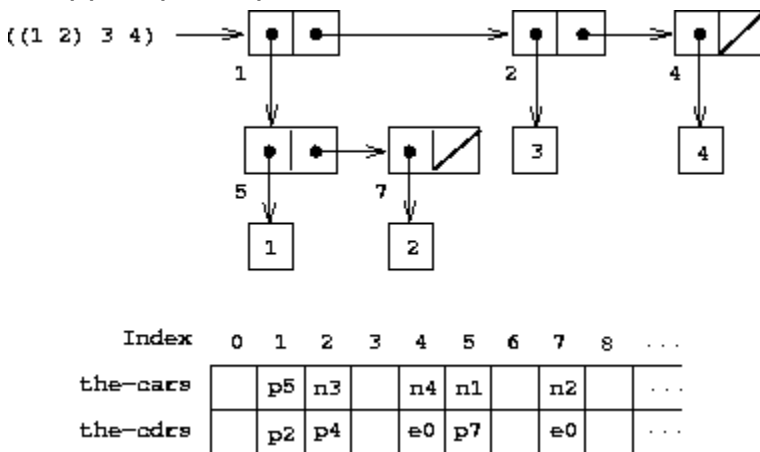 ((1 2) 3 4)
1 2 4
3 4
5 7
1 2
Index 0 1 2 3 4 5 6 7 8 ...
the-cars p5 n3 n4 n1 n2 ...
the-cdrs p2 p4 e0 p7 e0 ...